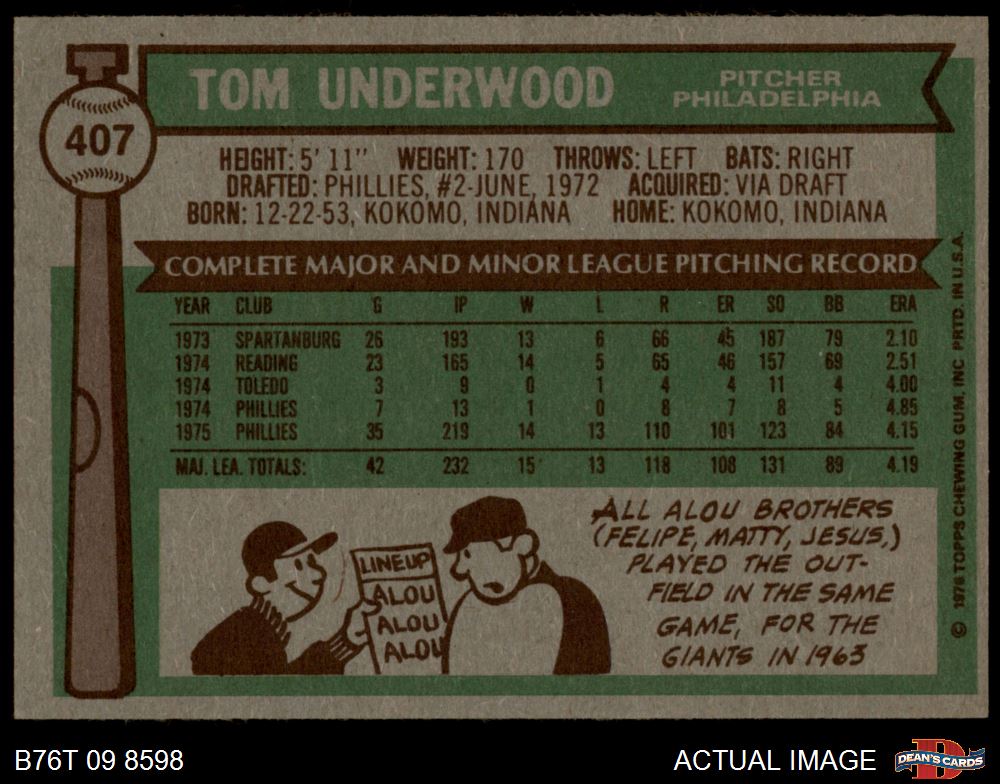 TOM UNDERWOOD
PITCHER
PHILADELPHIA
407
HEIGHT: 5' 11" WEIGHT: 170 THROWS: LEFT BATS: RIGHT
DRAFTED: PHILLIES, #2-JUNE, 1972 ACQUIRED: VIA DRAFT
BORN: 12-22-53, KOKOMO, INDIANA HOME: KOKOMO, INDIANA
COMPLETE MAJOR AND MINOR LEAGUE PITCHING RECORD
YEAR CLUB G IP W L R ER SO BB ERA
1973 SPARTANBURG 26 193 13 6 66 45 187 79 2.10
1974 READING 23 165 14 5 65 46 157 69 2.51
1974 TOLEDO 3 9 0 1 4 4 11 4 4.00
1974 PHILLIES 7 13 1 0 8 7 8 5 4.85
1975 PHILLIES 35 219 14 13 110 101 123 84 4.15
MAJ. LEA. TOTALS: 42 232 15 13 118 108 131 89 4.19
LINEUP
ALOU
ALOU
ALOU
ALL ALOU BROTHERS
(FELIPE, MATTY, JESUS,)
PLAYED THE OUT-
FIELD IN THE SAME
GAME, FOR THE
GIANTS IN 1963
© 1976 TOPPS CHEWING GUM, INC PRTD. IN U.S.A.
B76T 09 8598
ACTUAL IMAGE
DEAN'S CARDS